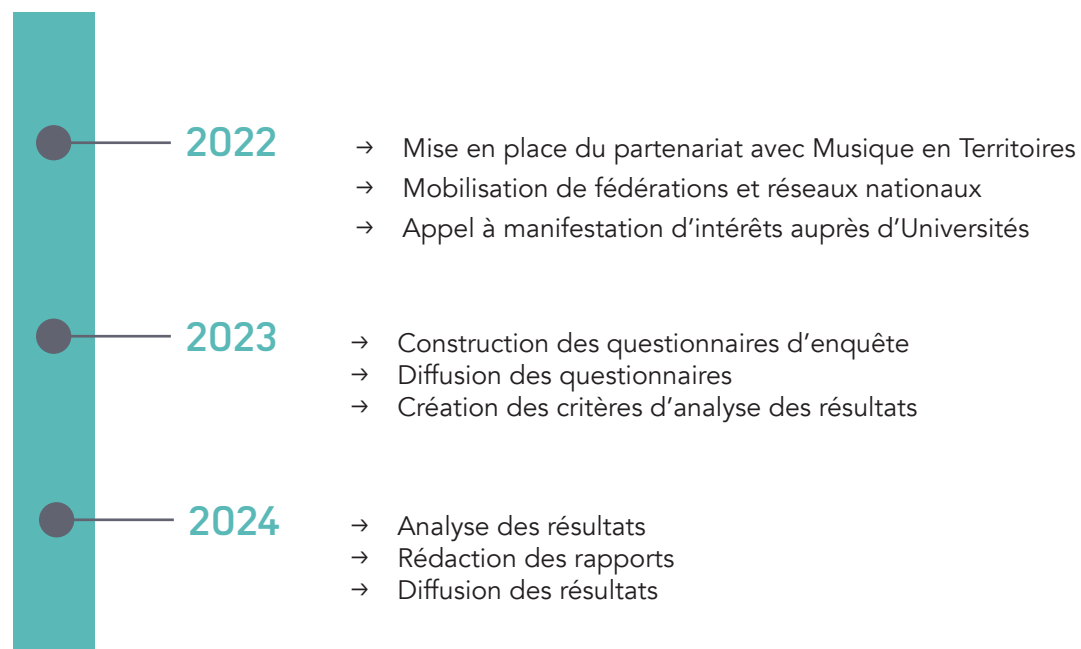 2022
→ Mise en place du partenariat avec Musique en Territoires
→ Mobilisation de fédérations et réseaux nationaux
→ Appel à manifestation d’intérêts auprès d’Universités
2023
→ Construction des questionnaires d’enquête
→ Diffusion des questionnaires
→ Création des critères d’analyse des résultats
2024
→ Analyse des résultats
→ Rédaction des rapports
→ Diffusion des résultats